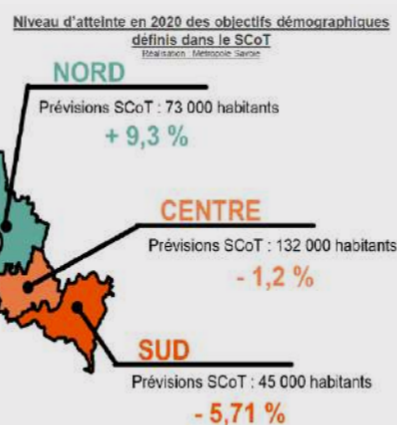 Niveau d'atteinte en 2020 des objectifs démographiques
définis dans le SCoT
Réalisation : Métropole Savoie
NORD
Prévisions SCoT : 73 000 habitants
+ 9,3 %
CENTRE
Prévisions SCoT : 132 000 habitants
- 1,2 %
SUD
Prévisions SCoT : 45 000 habitants
- 5,71 %